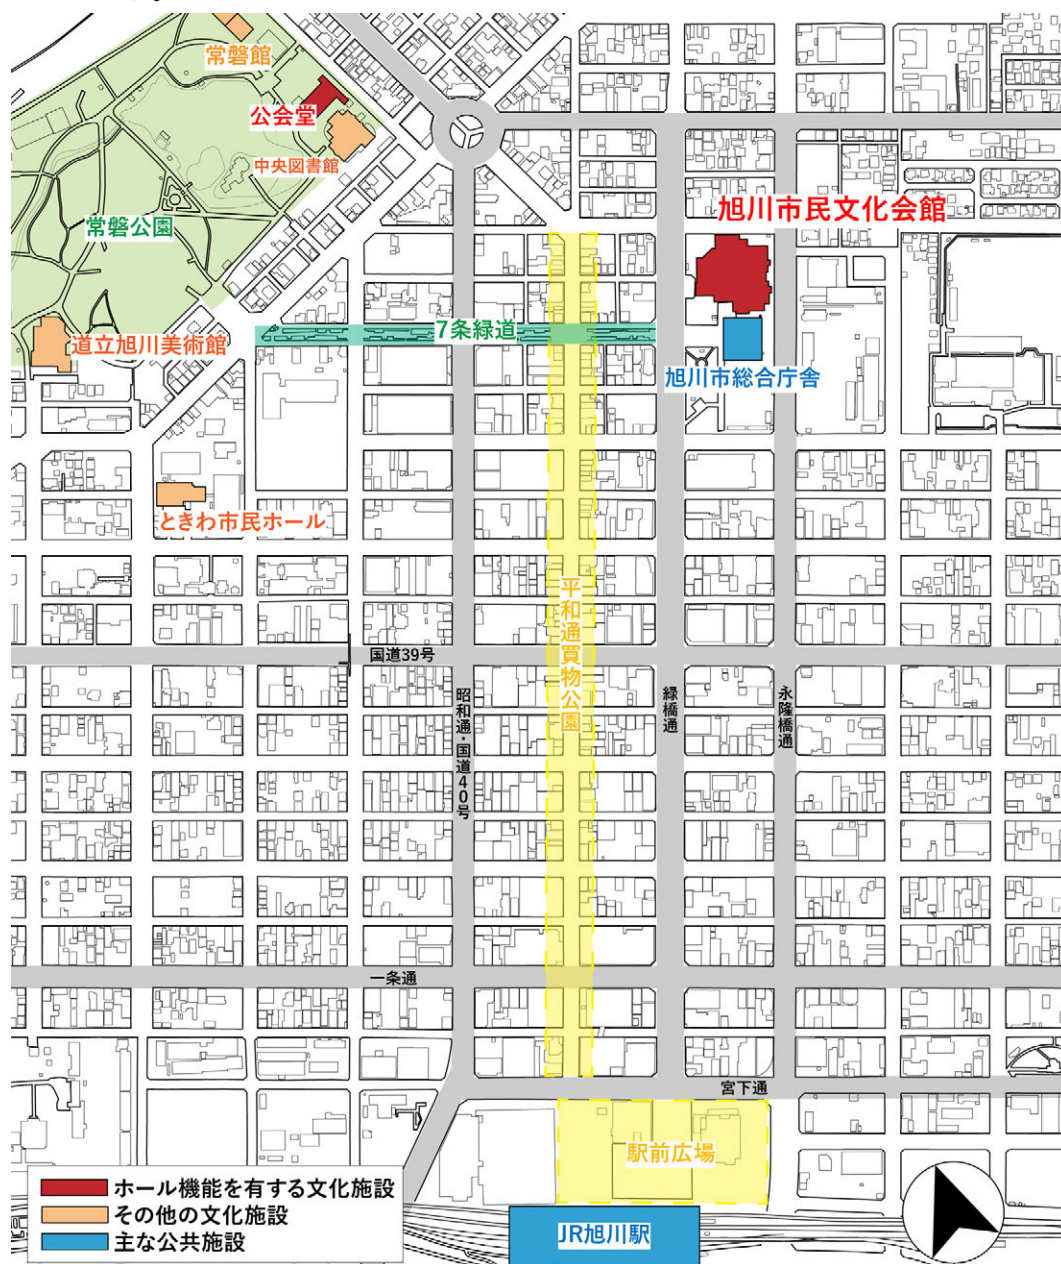 常磐館
公会堂
中央図書館
常磐公園
旭川市民文化会館
7条緑道
道立旭川美術館
旭川市総合庁舎
ときわ市民ホール
平和通買物公園
国道39号
昭和通・国道40号
緑橋通
永隆橋通
一条通
宮下通
駅前広場
JR旭川駅
ホール機能を有する文化施設
その他の文化施設
主な公共施設